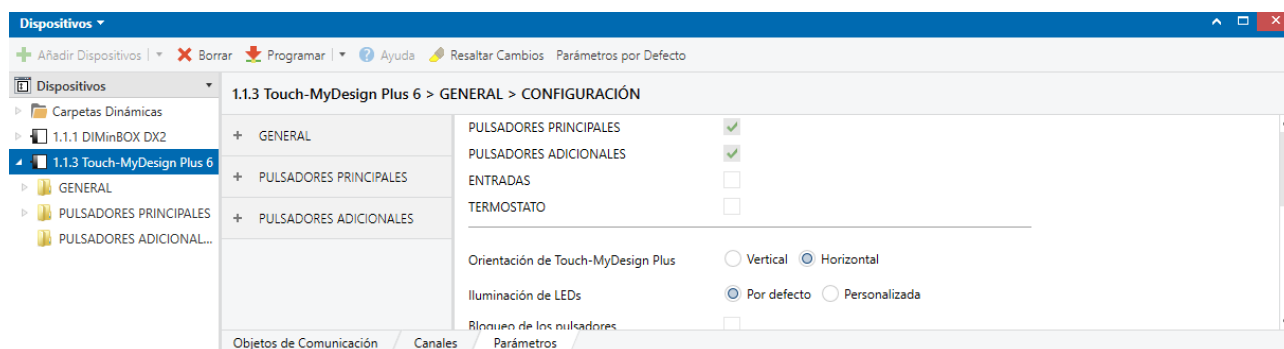 Dispositivos
Añadir Dispositivos Borrar Programar Ayuda Resaltar Cambios Parámetros por Defecto
Dispositivos
Carpetas Dinámicas
1.1.1 DIMinBOX DX2
1.1.3 Touch-MyDesign Plus 6
GENERAL
PULSADORES PRINCIPALES
PULSADORES ADICIONAL...
1.1.3 Touch-MyDesign Plus 6 > GENERAL > CONFIGURACIÓN
+ GENERAL
+ PULSADORES PRINCIPALES
+ PULSADORES ADICIONALES
PULSADORES PRINCIPALES
PULSADORES ADICIONALES
ENTRADAS
TERMOSTATO
Orientación de Touch-MyDesign Plus Vertical Horizontal
Iluminación de LEDs Por defecto Personalizada
Bloqueo de los pulsadores
Objetos de Comunicación Canales Parámetros